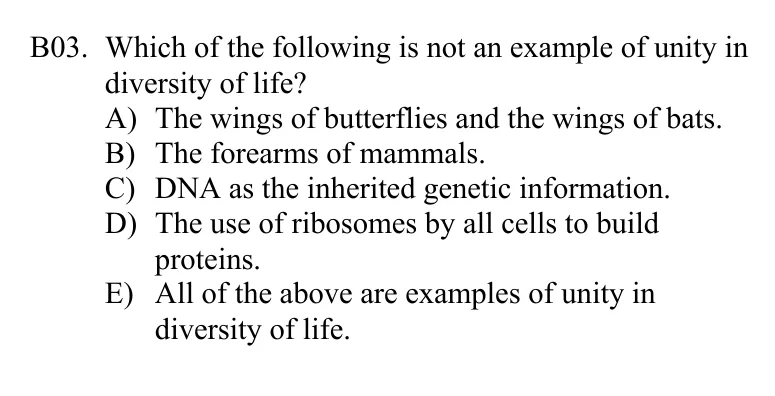 B03. Which of the following is not an example of unity in
diversity of life?
A) The wings of butterflies and the wings of bats.
B) The forearms of mammals.
C) DNA as the inherited genetic information.
D) The use of ribosomes by all cells to build
proteins.
E) All of the above are examples of unity in
diversity of life.